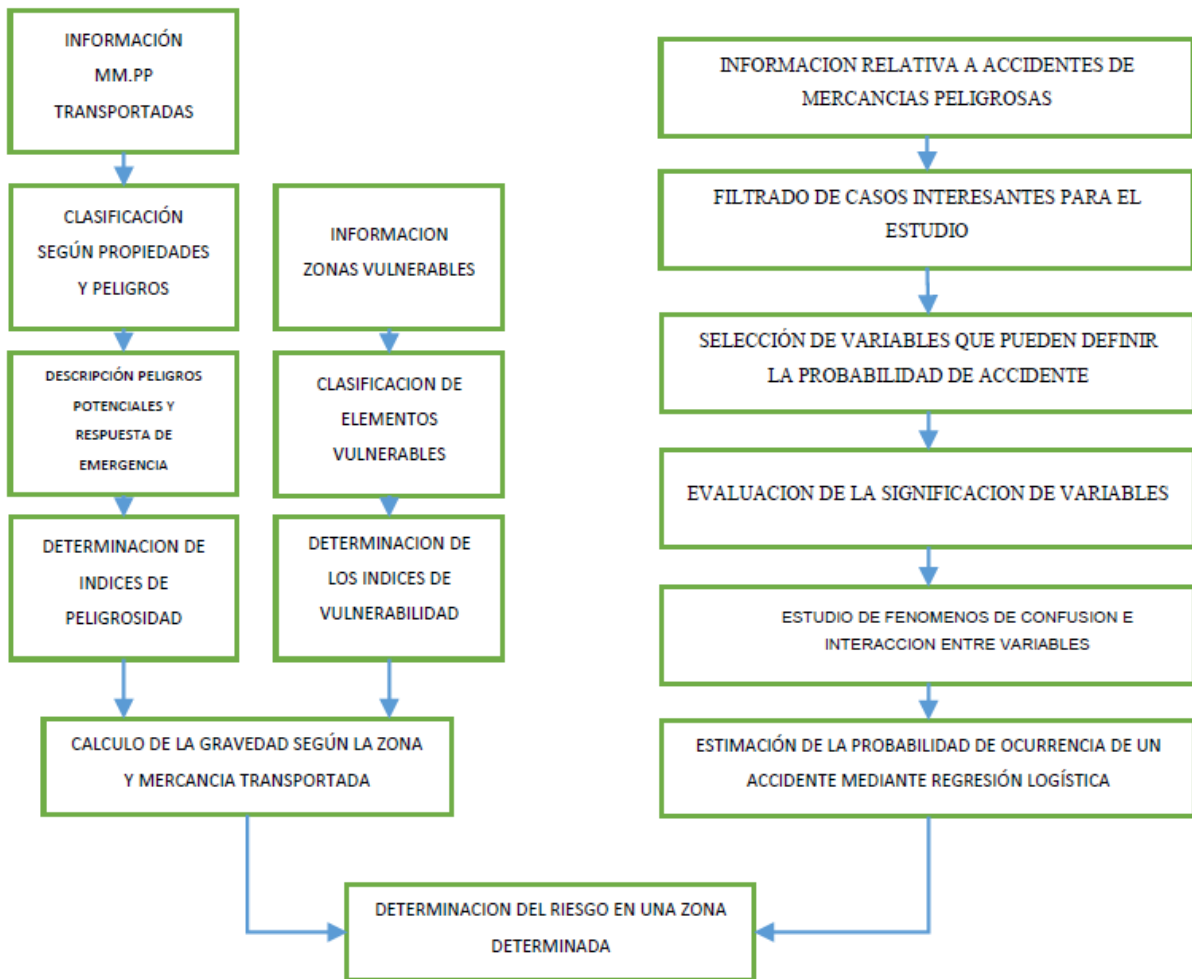 INFORMACIÓN
MM.PP
TRANSPORTADAS
CLASIFICACIÓN
SEGÚN PROPIEDADES
Y PELIGROS
DESCRIPCIÓN PELIGROS
POTENCIALES Y
RESPUESTA DE
EMERGENCIA
DETERMINACION DE
INDICES DE
PELIGROSIDAD
INFORMACION
ZONAS VULNERABLES
CLASIFICACION DE
ELEMENTOS
VULNERABLES
DETERMINACION DE
LOS INDICES DE
VULNERABILIDAD
CALCULO DE LA GRAVEDAD SEGÚN LA ZONA
Y MERCANCIA TRANSPORTADA
INFORMACION RELATIVA A ACCIDENTES DE
MERCANCIAS PELIGROSAS
FILTRADO DE CASOS INTERESANTES PARA EL
ESTUDIO
SELECCIÓN DE VARIABLES QUE PUEDEN DEFINIR
LA PROBABILIDAD DE ACCIDENTE
EVALUACION DE LA SIGNIFICACION DE VARIABLES
ESTUDIO DE FENOMENOS DE CONFUSION E
INTERACCION ENTRE VARIABLES
ESTIMACIÓN DE LA PROBABILIDAD DE OCURRENCIA DE UN
ACCIDENTE MEDIANTE REGRESIÓN LOGÍSTICA
DETERMINACION DEL RIESGO EN UNA ZONA
DETERMINADA